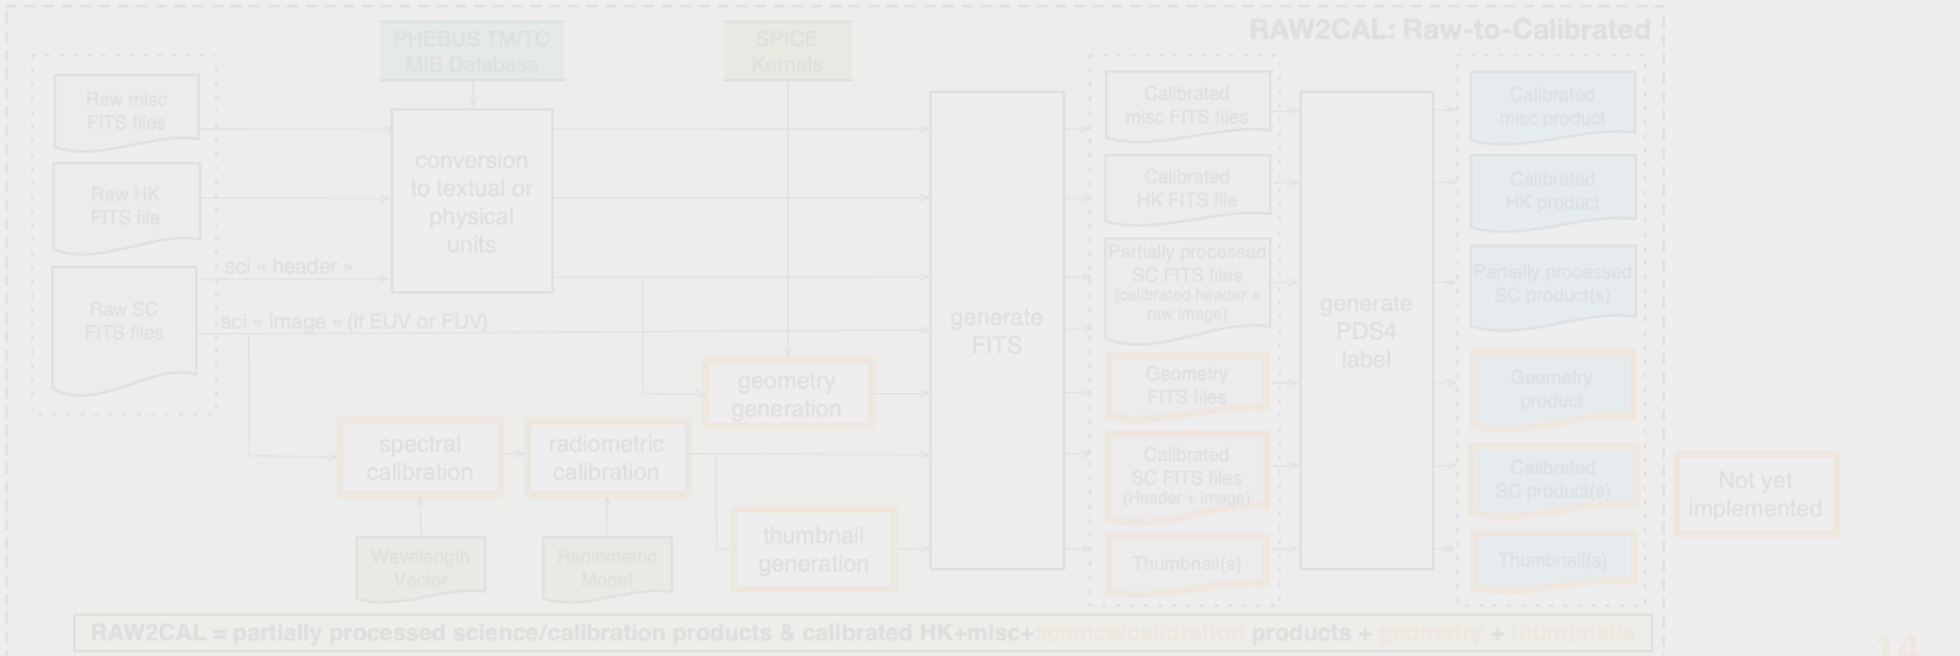 RAW2CAL: Raw-to-Calibrated
PHEBUS TM/TC
MIB Database
SPICE
Kernels
Raw misc
FITS files
Raw HK
FITS file
Raw SC
FITS files
conversion
to textual or
physical
units
sci « header »
sci « image » (if EUV or FUV)
geometry
generation
spectral
calibration
radiometric
calibration
thumbnail
generation
Wavelength
Vector
Radiometric
Model
generate
FITS
Calibrated
misc FITS files
Calibrated
HK FITS file
Partially processed
SC FITS files
(calibrated header +
raw image)
Geometry
FITS files
Calibrated
SC FITS files
(Header + image)
Thumbnail(s)
generate
PDS4
label
Calibrated
misc product
Calibrated
HK product
Partially processed
SC product(s)
Geometry
product
Calibrated
SC product(s)
Thumbnail(s)
Not yet
implemented
RAW2CAL = partially processed science/calibration products & calibrated HK+misc+science/calibration products + geometry + thumbnails
14